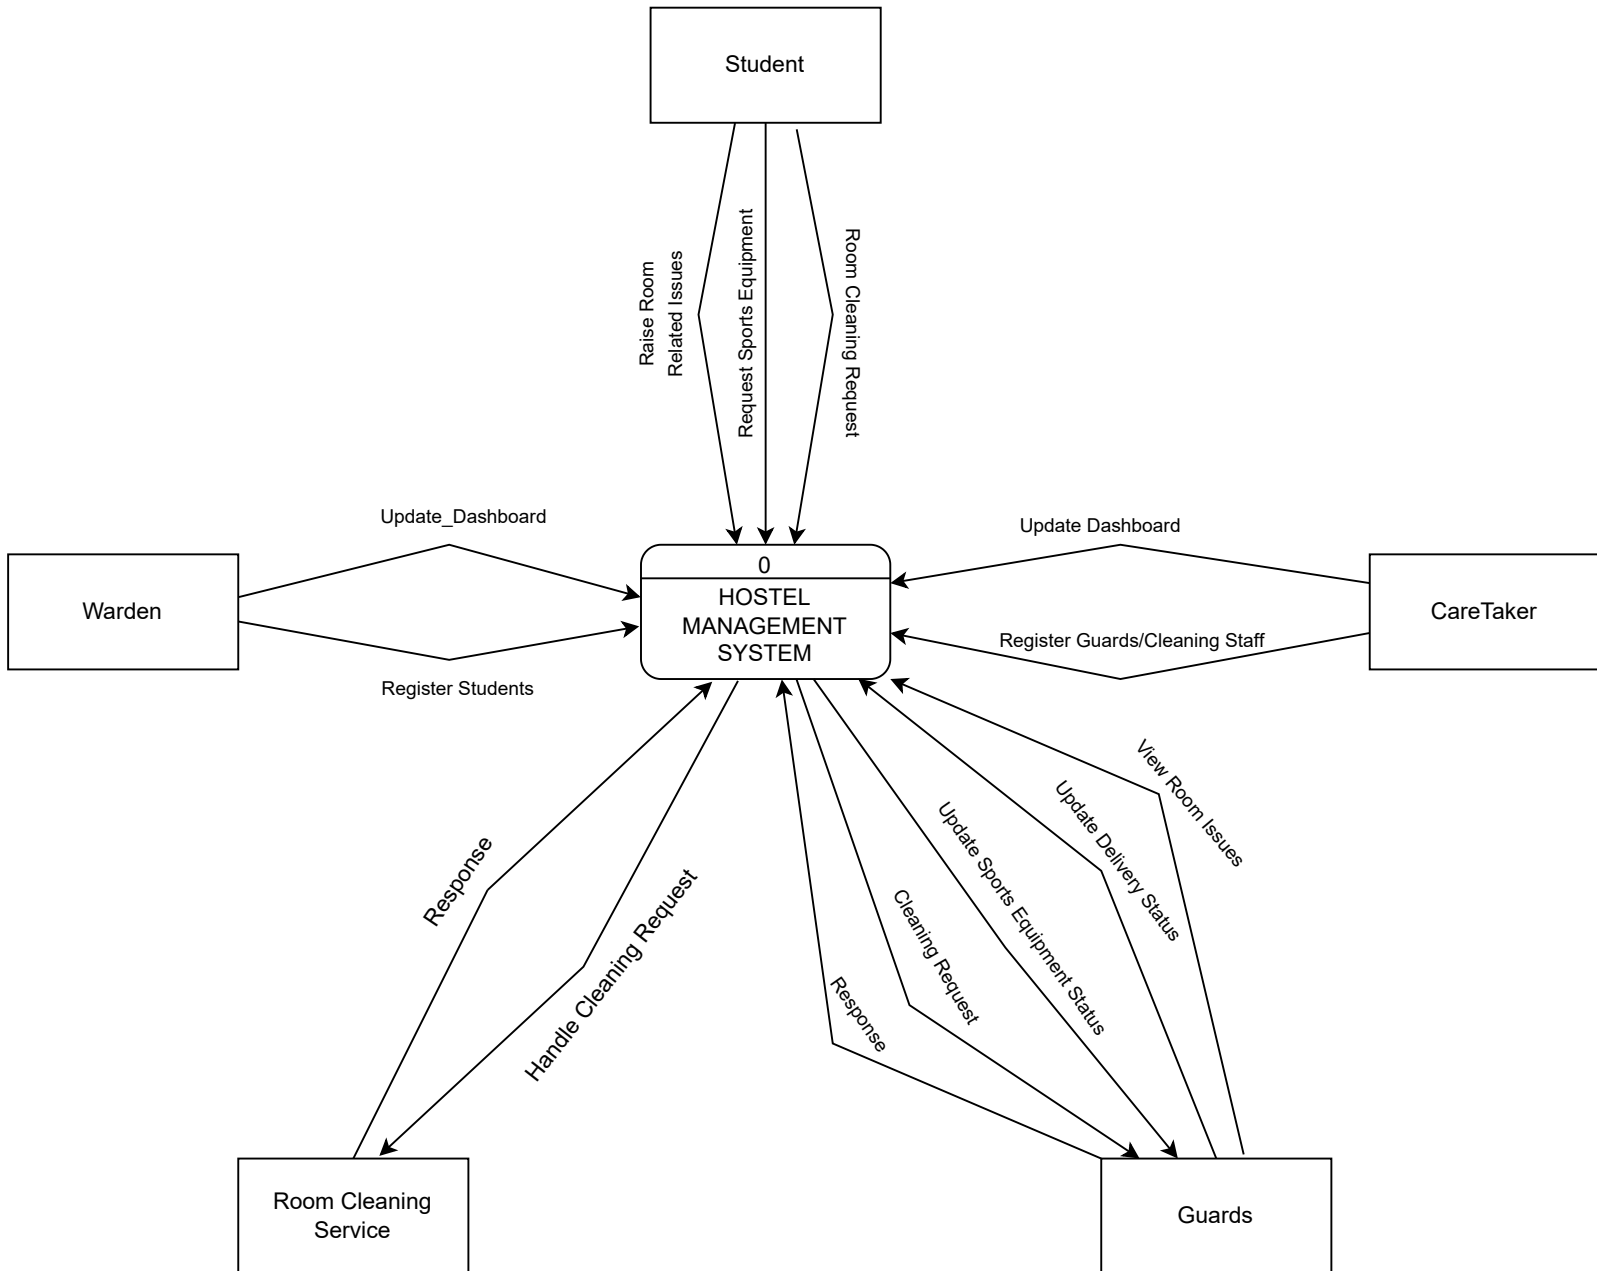 Student
Raise Room
Related Issues
Request Sports Equipment
Room Cleaning Request
Update_Dashboard
Update Dashboard
Warden
0
HOSTEL
MANAGEMENT
SYSTEM
CareTaker
Register Guards/Cleaning Staff
Register Students
Response
Handle Cleaning Request
Response
Cleaning Request
Update Sports Equipment Status
Update Delivery Status
View Room Issues
Room Cleaning
Service
Guards